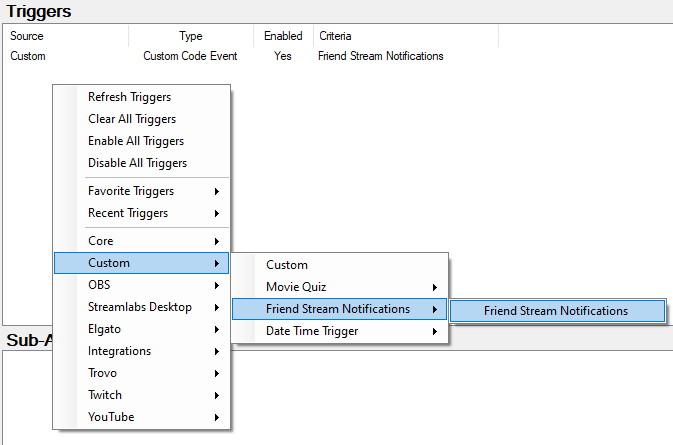 Triggers
Source Type Enabled Criteria
Custom Custom Code Event Yes Friend Stream Notifications
Refresh Triggers
Clear All Triggers
Enable All Triggers
Disable All Triggers
Favorite Triggers
Recent Triggers
Core
Custom
OBS
Streamlabs Desktop
Elgato
Integrations
Trovo
Twitch
YouTube
Custom
Movie Quiz
Friend Stream Notifications
Date Time Trigger
Friend Stream Notifications
Sub-A